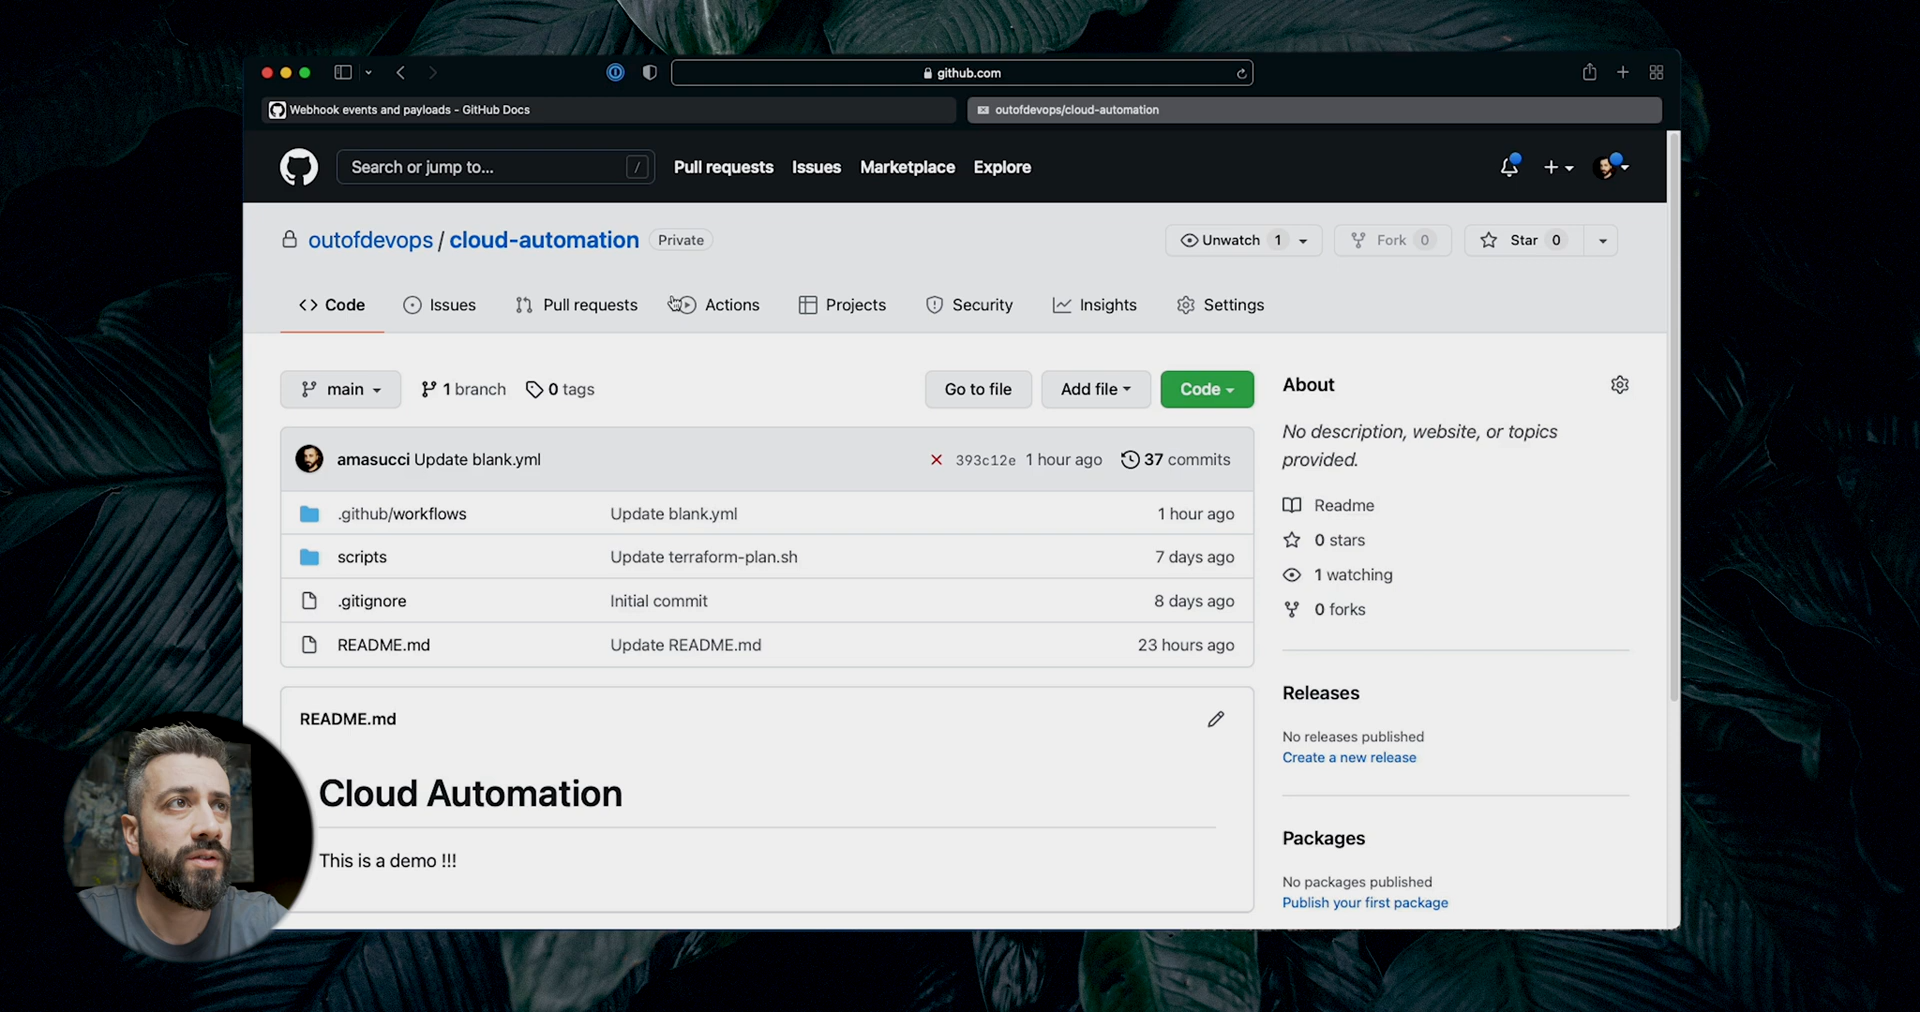 github.com
Webhook events and payloads - GitHub Docs
outofdevops/cloud-automation
Search or jump to...
/
Pull requests
Issues
Marketplace
Explore
outofdevops / cloud-automation
Private
Unwatch 1
Fork 0
Star 0
Code
Issues
Pull requests
Actions
Projects
Security
Insights
Settings
main
1 branch
0 tags
Go to file
Add file
Code
amasucci Update blank.yml
393c12e 1 hour ago
37 commits
.github/workflows
Update blank.yml
1 hour ago
scripts
Update terraform-plan.sh
7 days ago
.gitignore
Initial commit
8 days ago
README.md
Update README.md
23 hours ago
README.md
Cloud Automation
This is a demo !!!
About
No description, website, or topics
provided.
Readme
0 stars
1 watching
0 forks
Releases
No releases published
Create a new release
Packages
No packages published
Publish your first package